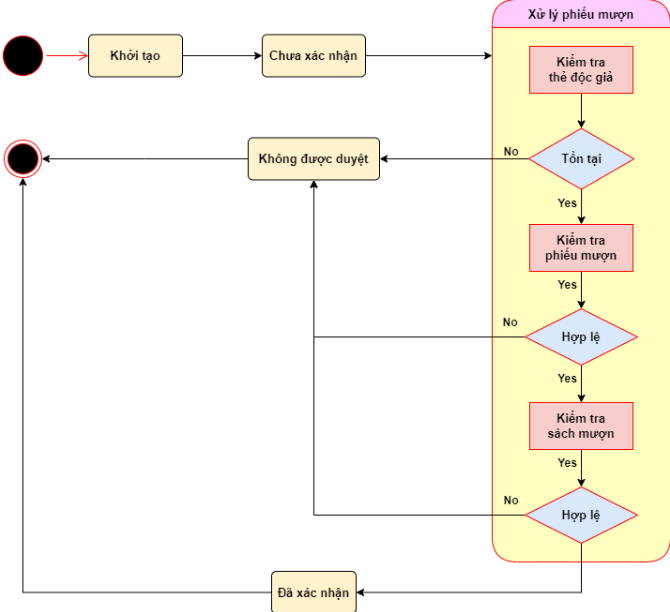 Xử lý phiếu mượn
Khởi tạo
Chưa xác nhận
Kiểm tra
thẻ độc giả
No
Tồn tại
Không được duyệt
Yes
Kiểm tra
phiếu mượn
Yes
No
Hợp lệ
Yes
Kiểm tra
sách mượn
Yes
No
Hợp lệ
Đã xác nhận